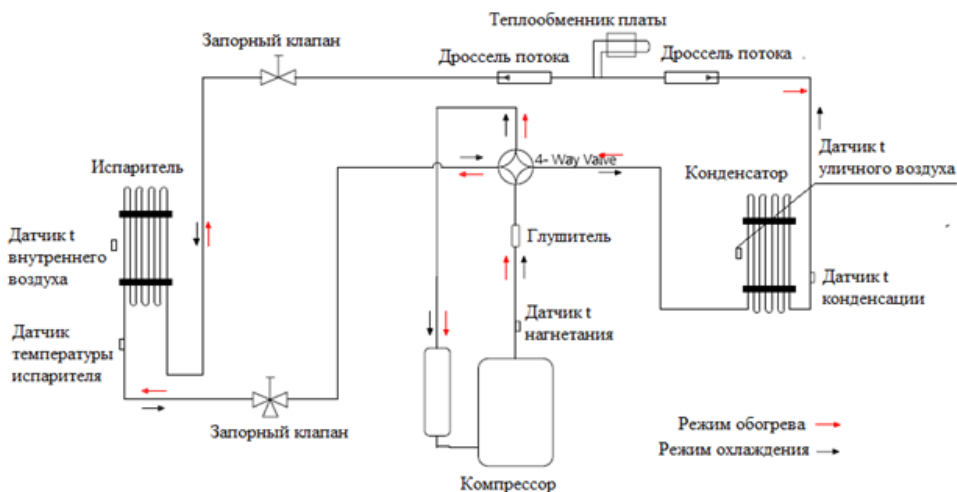 Теплообменник платы
Запорный клапан
Дроссель потока
Дроссель потока
4- Way Valve
Испаритель
Конденсатор
Датчик t
уличного воздуха
Датчик t
внутреннего
воздуха
Глушитель
Датчик t
конденсации
Датчик t
нагнетания
Датчик
температуры
испарителя
Запорный клапан
Режим обогрева
Режим охлаждения
Компрессор